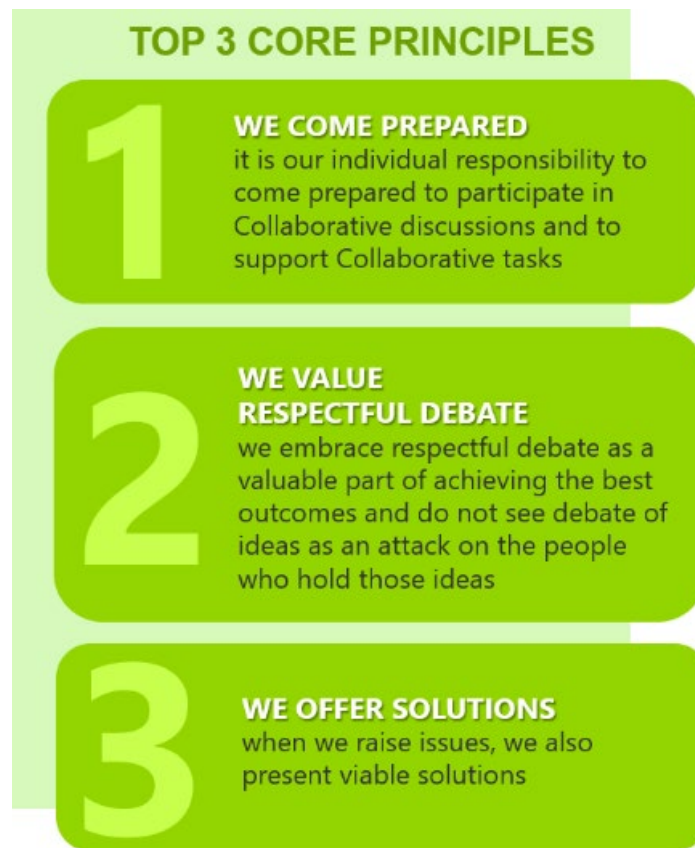 TOP 3 CORE PRINCIPLES
1
WE COME PREPARED
it is our individual responsibility to
come prepared to participate in
Collaborative discussions and to
support Collaborative tasks
2
WE VALUE
RESPECTFUL DEBATE
we embrace respectful debate as a
valuable part of achieving the best
outcomes and do not see debate of
ideas as an attack on the people
who hold those ideas
3
WE OFFER SOLUTIONS
when we raise issues, we also
present viable solutions